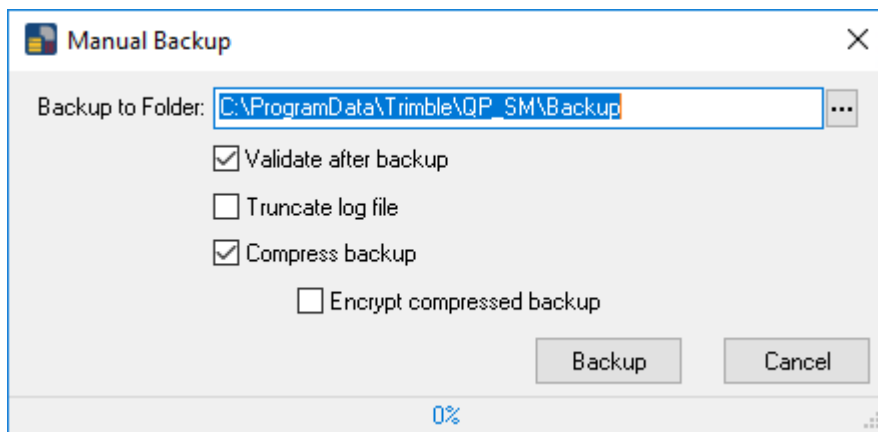 Manual Backup
Backup to Folder: C:\ProgramData\Trimble\QP_SM\Backup ...
Validate after backup
Truncate log file
Compress backup
Encrypt compressed backup
Backup Cancel
0%